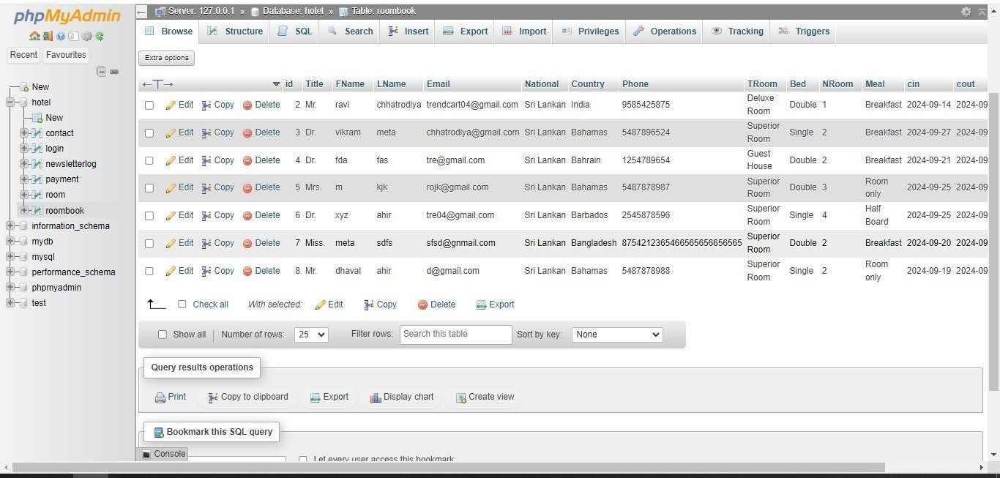 phpMyAdmin
Recent Favourites
New
hotel
New
contact
login
newsletterlog
payment
room
roombook
information_schema
mydb
mysql
performance_schema
phpmyadmin
test
Server: 127.0.0.1 » Database: hotel » Table: roombook
Browse Structure SQL Search Insert Export Import Privileges Operations Tracking Triggers
Extra options
←T→ id Title FName LName Email National Country Phone TRoom Bed NRoom Meal cin cout
Edit Copy Delete 2 Mr. ravi chhatrodiya trendcart04@gmail.com Sri Lankan India 9585425875 Deluxe Room Double 1 Breakfast 2024-09-14 2024-09
Edit Copy Delete 3 Dr. vikram meta chhatrodiya@gmail.com Sri Lankan Bahamas 5487896524 Superior Room Single 2 Breakfast 2024-09-27 2024-09
Edit Copy Delete 4 Dr. fda fas tre@gmail.com Sri Lankan Bahrain 1254789654 Guest House Double 2 Breakfast 2024-09-21 2024-09
Edit Copy Delete 5 Mrs. m kjk rojk@gmail.com Sri Lankan Bahamas 5487878987 Superior Room Double 3 Room only 2024-09-25 2024-09
Edit Copy Delete 6 Dr. xyz ahir tre04@gmail.com Sri Lankan Barbados 2545878596 Superior Room Single 4 Half Board 2024-09-25 2024-09
Edit Copy Delete 7 Miss. meta sdfs sfsd@gnmail.com Sri Lankan Bangladesh 8754212365466565656656565 Superior Room Double 2 Breakfast 2024-09-20 2024-09
Edit Copy Delete 8 Mr. dhaval ahir d@gmail.com Sri Lankan Bahamas 5487878988 Superior Room Single 2 Room only 2024-09-19 2024-09
Check all With selected: Edit Copy Delete Export
Show all Number of rows: 25 Filter rows: Search this table Sort by key: None
Query results operations
Print Copy to clipboard Export Display chart Create view
Bookmark this SQL query
Console
Let every user access this bookmark